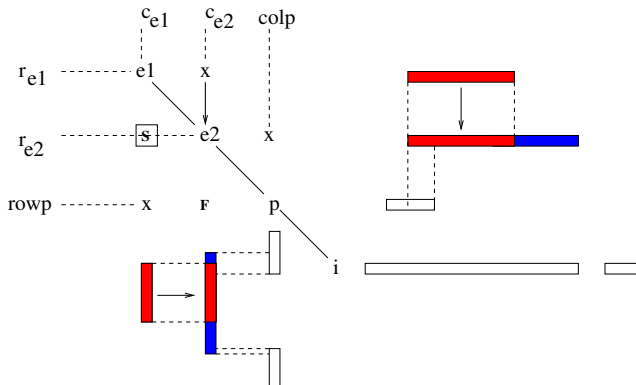 c_e1 c_e2 colp
r_e1 e1 x
r_e2 s e2 x
rowp x F p
i